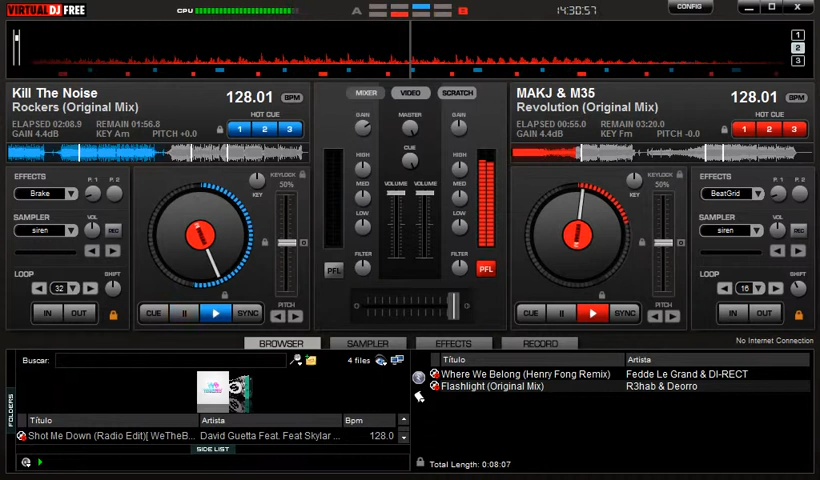 VIRTUAL DJ FREE
CPU
A
B
14:30:57
CONFIG
1
2
3
Kill The Noise
Rockers (Original Mix)
128.01 BPM
HOT CUE
ELAPSED 02:08.9 REMAIN 01:56.8
GAIN 4.4dB KEY Am PITCH +0.0
1 2 3
MIXER VIDEO SCRATCH
MAKJ & M35
Revolution (Original Mix)
128.01 BPM
HOT CUE
ELAPSED 00:55.0 REMAIN 03:20.0
GAIN 4.4dB KEY Fm PITCH +0.0
1 2 3
EFFECTS
P. 1 P. 2
Brake
SAMPLER
VOL
siren
REC
LOOP
SHIFT
32
IN OUT
KEYLOCK
50%
KEY
CUE
SYNC
PITCH
GAIN
MASTER
CUE
HIGH
MED
LOW
FILTER
PFL
VOLUME VOLUME
GAIN
HIGH
MED
LOW
FILTER
PFL
KEYLOCK
50%
KEY
CUE
SYNC
PITCH
EFFECTS
P. 1 P. 2
BeatGrid
SAMPLER
VOL
siren
REC
LOOP
SHIFT
16
IN OUT
BROWSER SAMPLER EFFECTS RECORD
No Internet Connection
FOLDERS
Buscar:
4 files
Título Artista Bpm
Shot Me Down (Radio Edit)[ WeTheB... David Guetta Feat. Feat Skylar ... 128.0
SIDE LIST
Título Artista
Where We Belong (Henry Fong Remix) Fedde Le Grand & DI-RECT
Flashlight (Original Mix) R3hab & Deorro
Total Length: 0:08:07